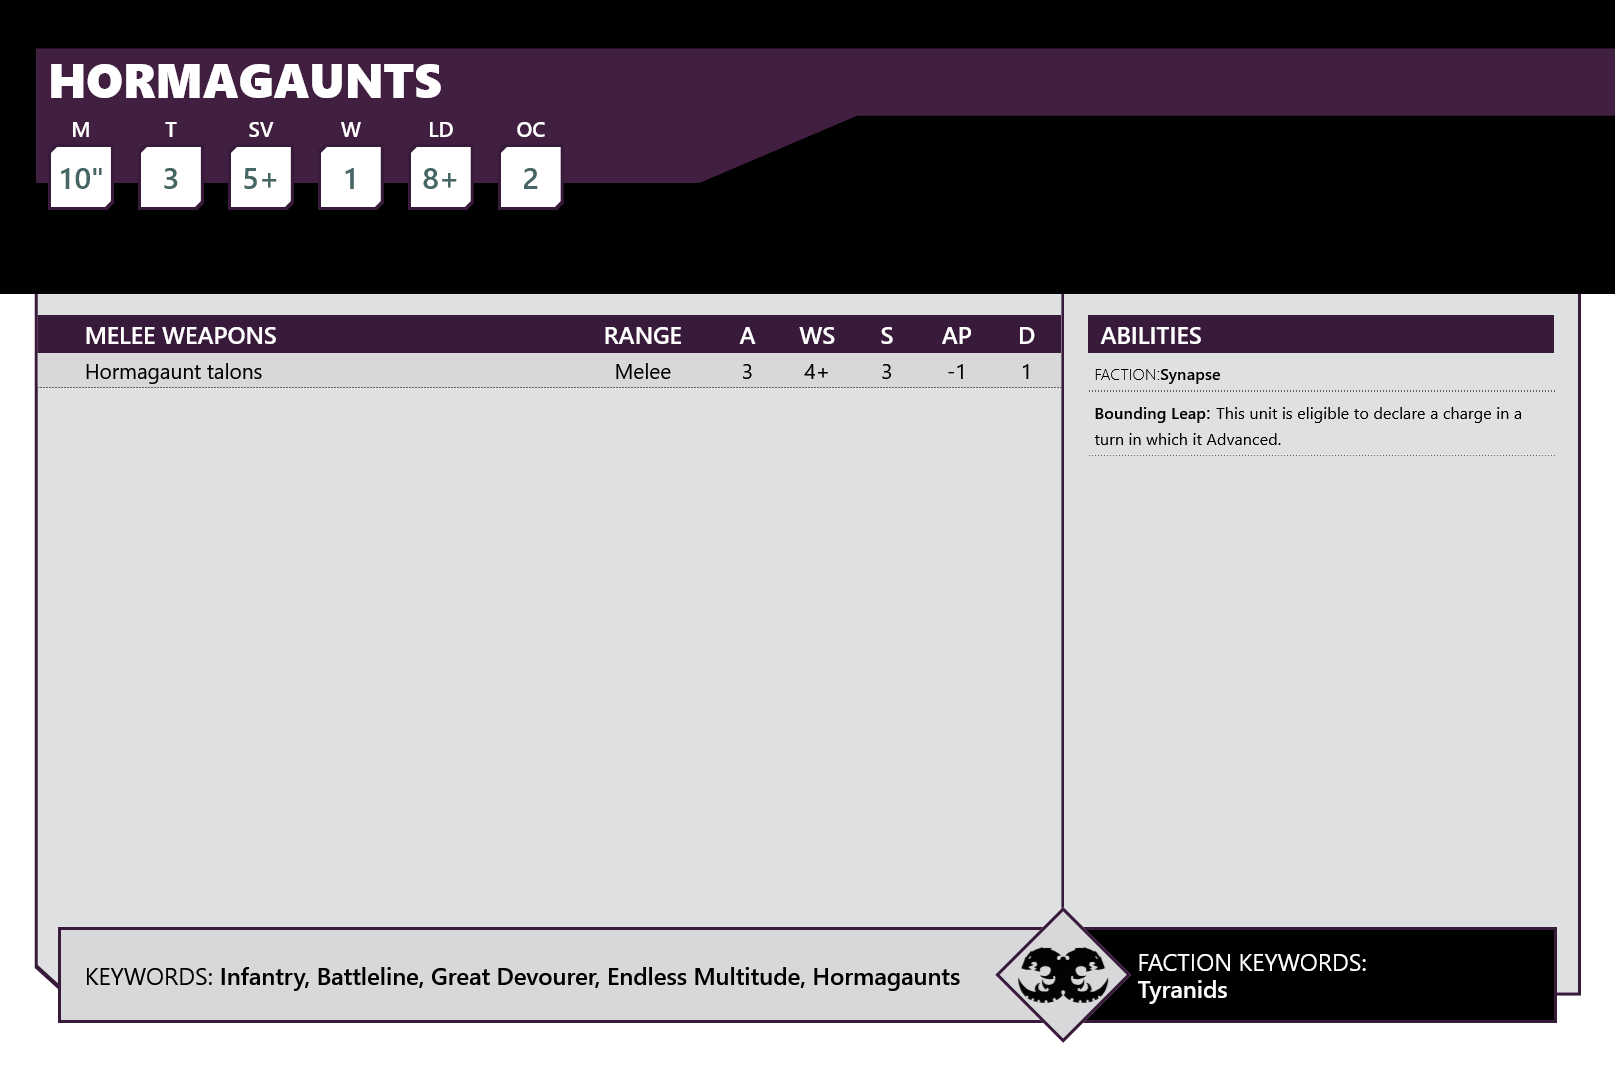 HORMAGAUNTS
M T SV W LD OC
10" 3 5+ 1 8+ 2
MELEE WEAPONS RANGE A WS S AP D
Hormagaunt talons Melee 3 4+ 3 -1 1
ABILITIES
FACTION:Synapse
Bounding Leap: This unit is eligible to declare a charge in a
turn in which it Advanced.
KEYWORDS: Infantry, Battleline, Great Devourer, Endless Multitude, Hormagaunts
FACTION KEYWORDS:
Tyranids